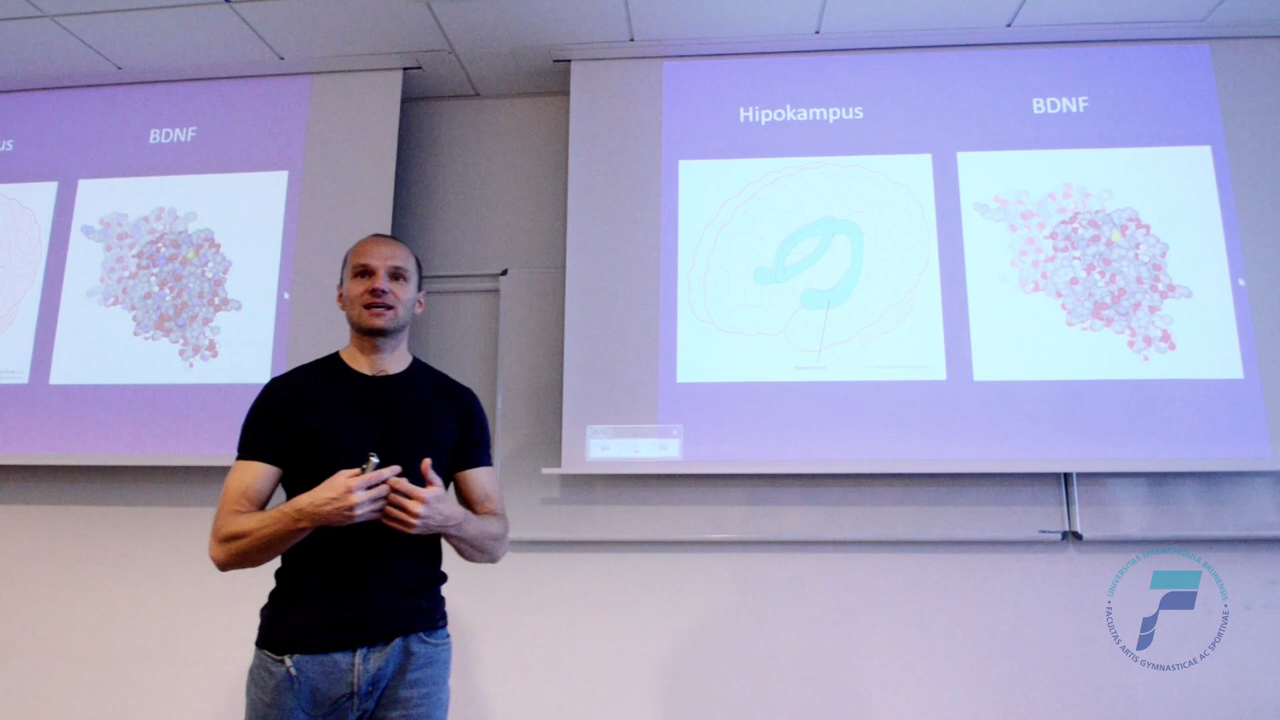 us
BDNF
Hipokampus
BDNF
UNIVERSITAS MASARYKIANA BRUNENSIS
FACULTAS ARTIS GYMNASTICAE AC SPORTIVAE